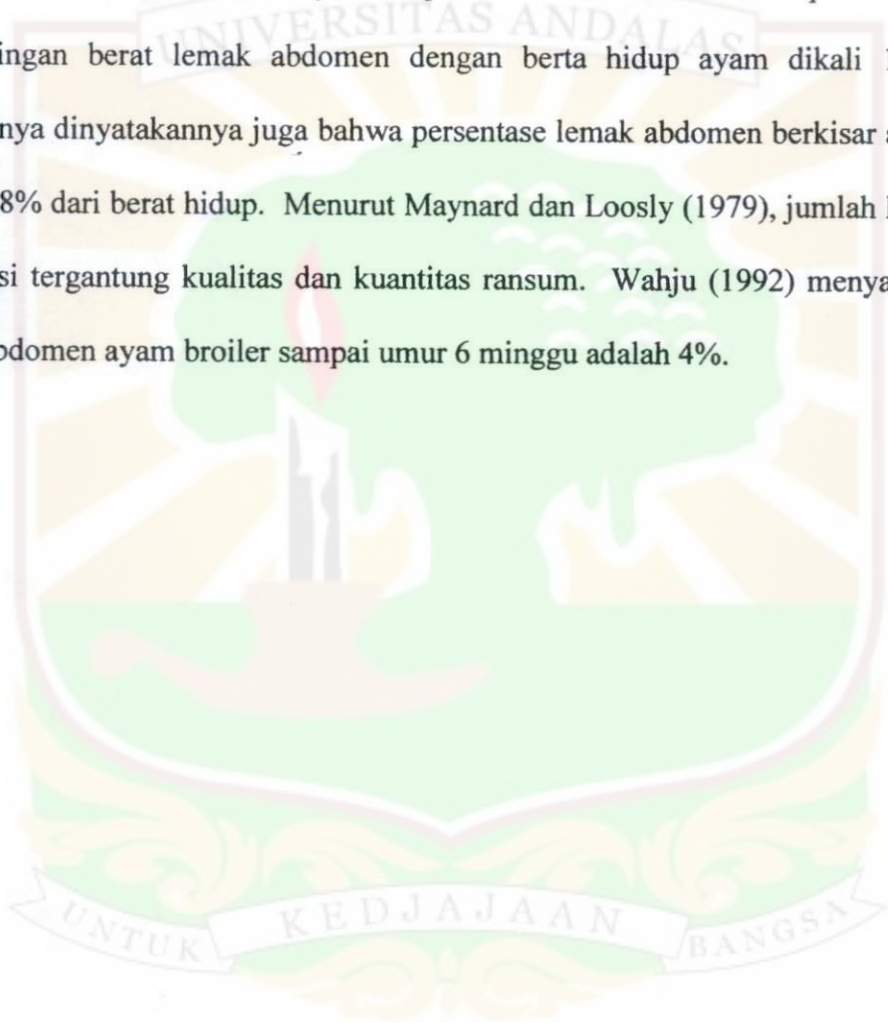 UNIVERSITAS ANDALAS
ingan berat lemak abdomen dengan berta hidup ayam dikali
nya dinyatakannya juga bahwa persentase lemak abdomen berkisar
8% dari berat hidup. Menurut Maynard dan Loosly (1979), jumlah
si tergantung kualitas dan kuantitas ransum. Wahju (1992) menya
odomen ayam broiler sampai umur 6 minggu adalah 4%.
UNTUK KEDJAJAAN BANGSA